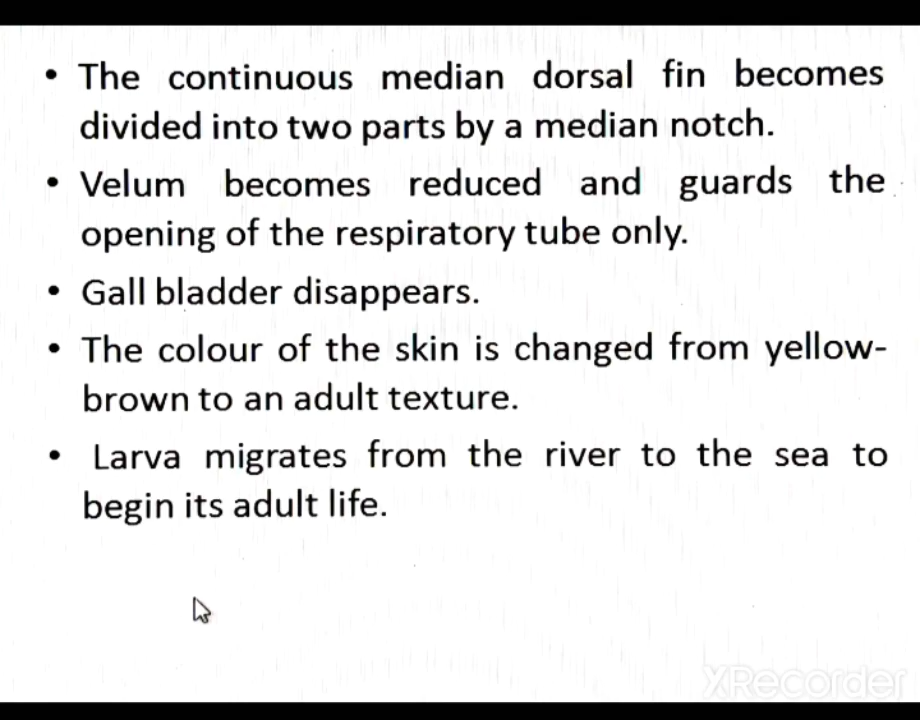 • The continuous median dorsal fin becomes
divided into two parts by a median notch.
• Velum becomes reduced and guards the
opening of the respiratory tube only.
• Gall bladder disappears.
• The colour of the skin is changed from yellow-
brown to an adult texture.
• Larva migrates from the river to the sea to
begin its adult life.
XRecorder